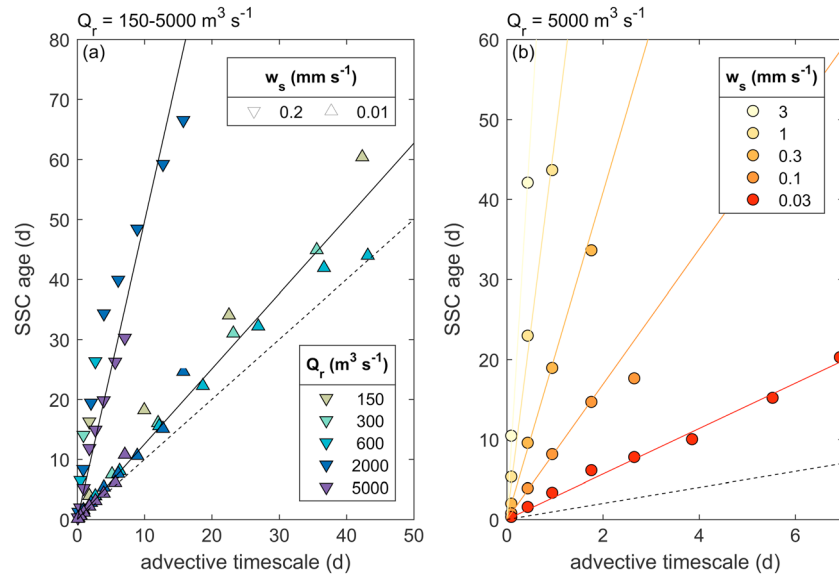 Q_r = 150-5000 m³ s⁻¹
(a)
w_s (mm s⁻¹)
0.2 0.01
Q_r (m³ s⁻¹)
150
300
600
2000
5000
80
70
60
50
40
30
20
10
0
SSC age (d)
0 10 20 30 40 50
advective timescale (d)
Q_r = 5000 m³ s⁻¹
(b)
w_s (mm s⁻¹)
3
1
0.3
0.1
0.03
60
50
40
30
20
10
0
SSC age (d)
0 2 4 6
advective timescale (d)